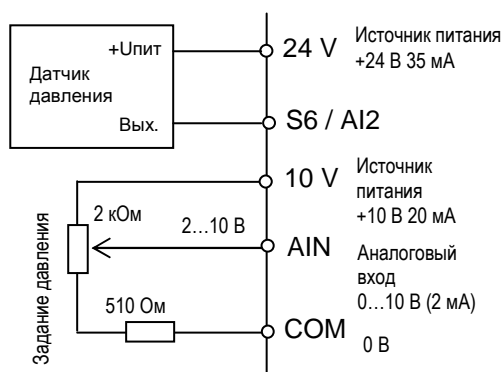 +Uпит
Датчик
давления
Вых.
24 V
Источник питания
+24 В 35 мА
S6 / AI2
10 V
Источник
питания
+10 В 20 мА
2 кОм
2…10 В
AIN
Аналоговый
вход
0…10 В (2 мА)
Задание давления
510 Ом
COM
0 В